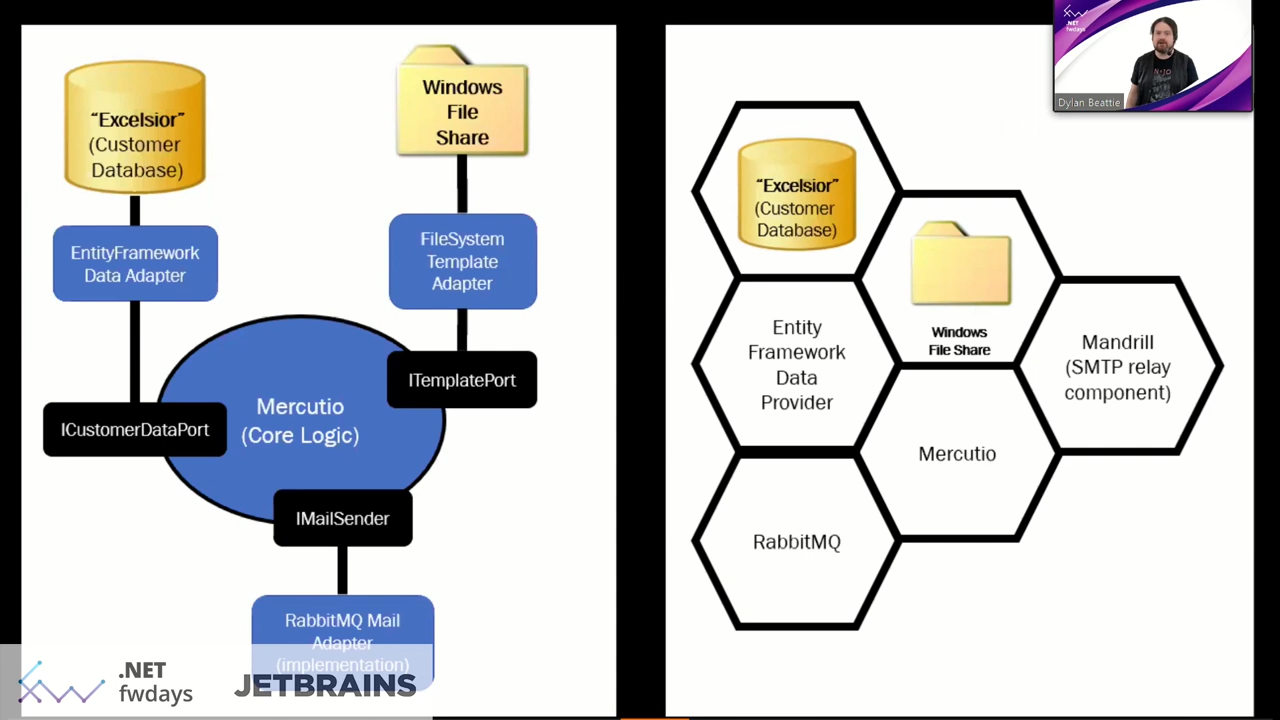 "Excelsior"
(Customer
Database)
Windows
File
Share
EntityFramework
Data Adapter
FileSystem
Template
Adapter
ITemplatePort
Mercutio
(Core Logic)
ICustomerDataPort
IMailSender
RabbitMQ Mail
Adapter
(implementation)
.NET
fwdays
JETBRAINS
"Excelsior"
(Customer
Database)
Windows
File Share
Entity
Framework
Data
Provider
Mandrill
(SMTP relay
component)
Mercutio
RabbitMQ
.NET
fwdays
Dylan Beattie